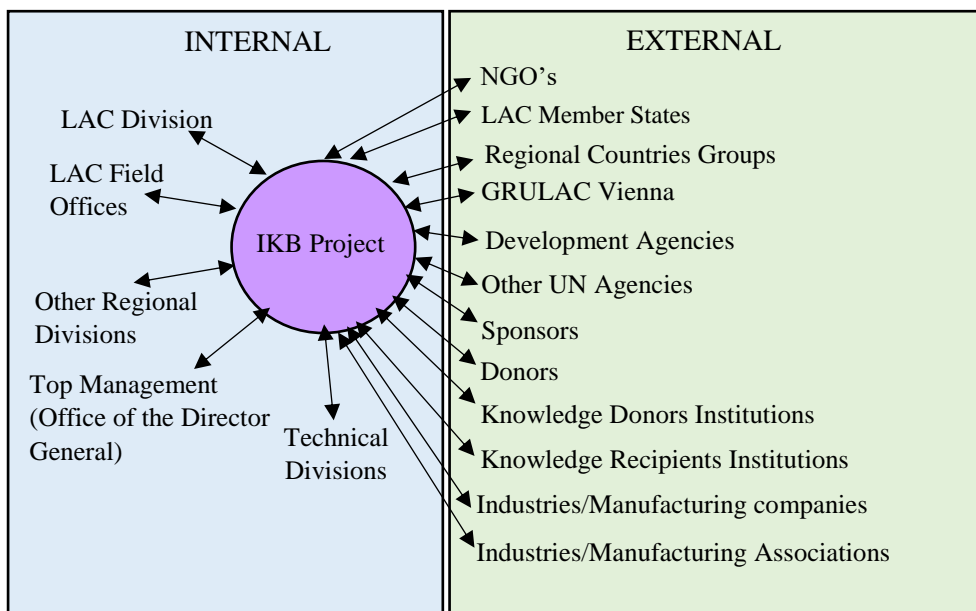 INTERNAL
LAC Division
LAC Field
Offices
IKB Project
Other Regional
Divisions
Top Management
(Office of the Director
General)
Technical
Divisions
EXTERNAL
NGO’s
LAC Member States
Regional Countries Groups
GRULAC Vienna
Development Agencies
Other UN Agencies
Sponsors
Donors
Knowledge Donors Institutions
Knowledge Recipients Institutions
Industries/Manufacturing companies
Industries/Manufacturing Associations